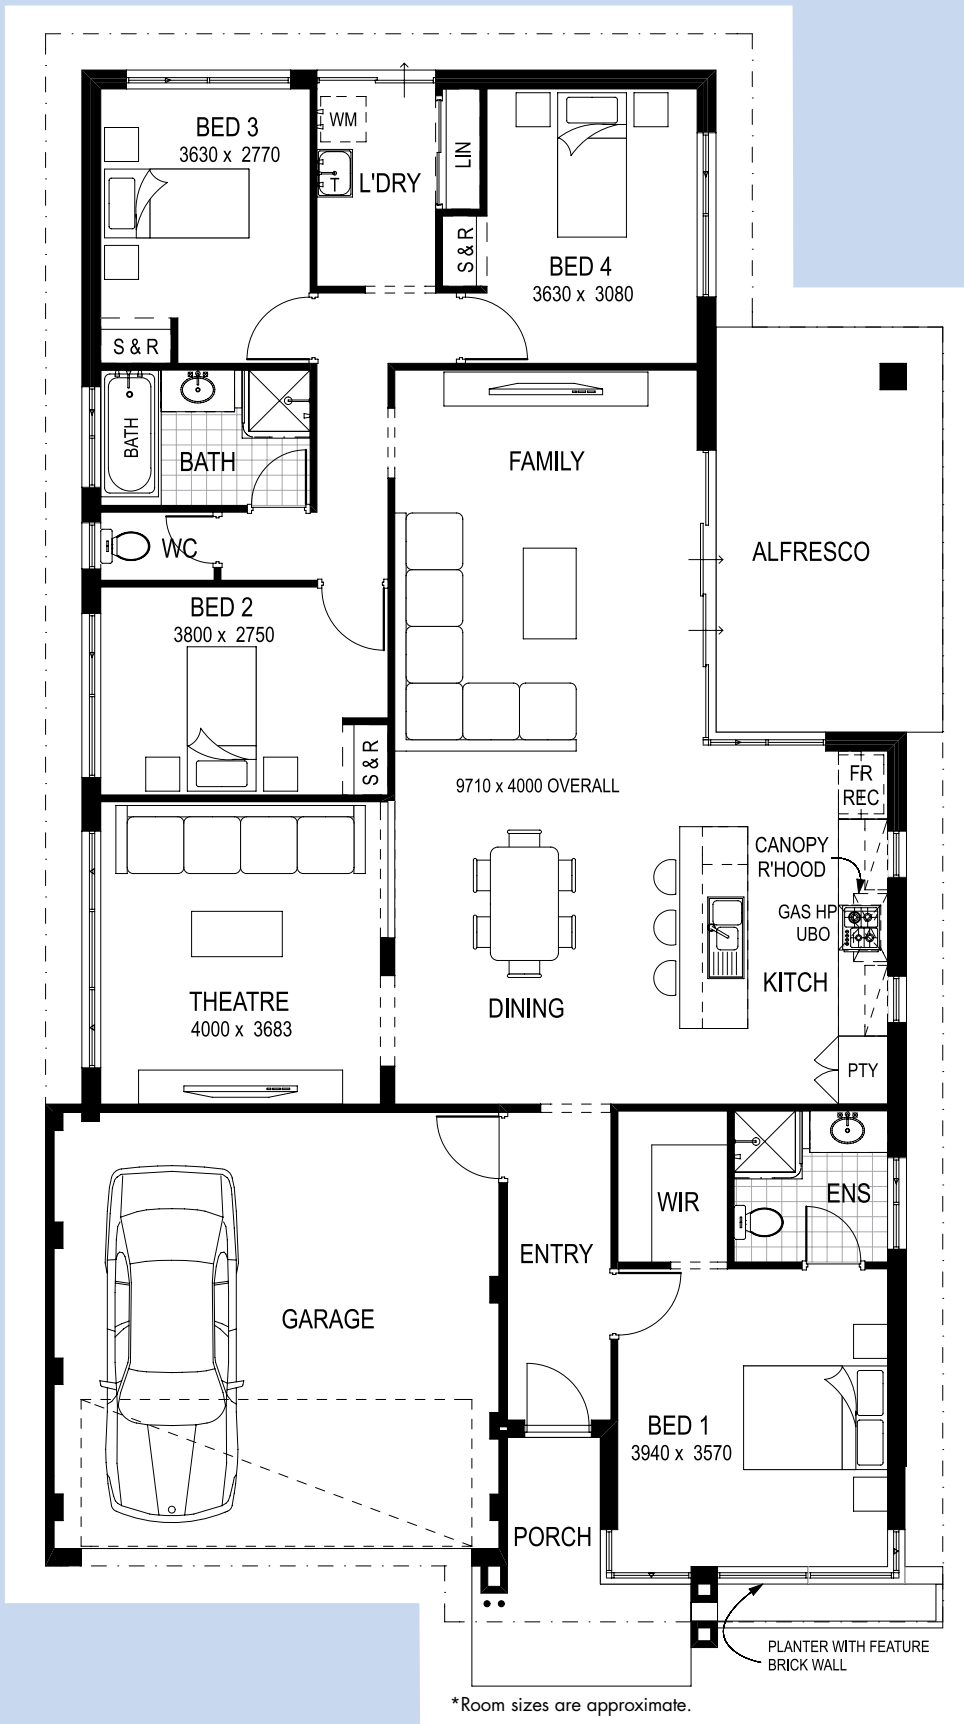 BED 3
3630 x 2770
WM
T
L'DRY
LIN
S & R
BED 4
3630 x 3080
S & R
BATH
BATH
FAMILY
ALFRESCO
WC
BED 2
3800 x 2750
S & R
9710 x 4000 OVERALL
FR
REC
CANOPY
R'HOOD
GAS HP
UBO
KITCH
THEATRE
4000 x 3683
DINING
PTY
WIR
ENS
ENTRY
GARAGE
BED 1
3940 x 3570
PORCH
PLANTER WITH FEATURE
BRICK WALL
*Room sizes are approximate.